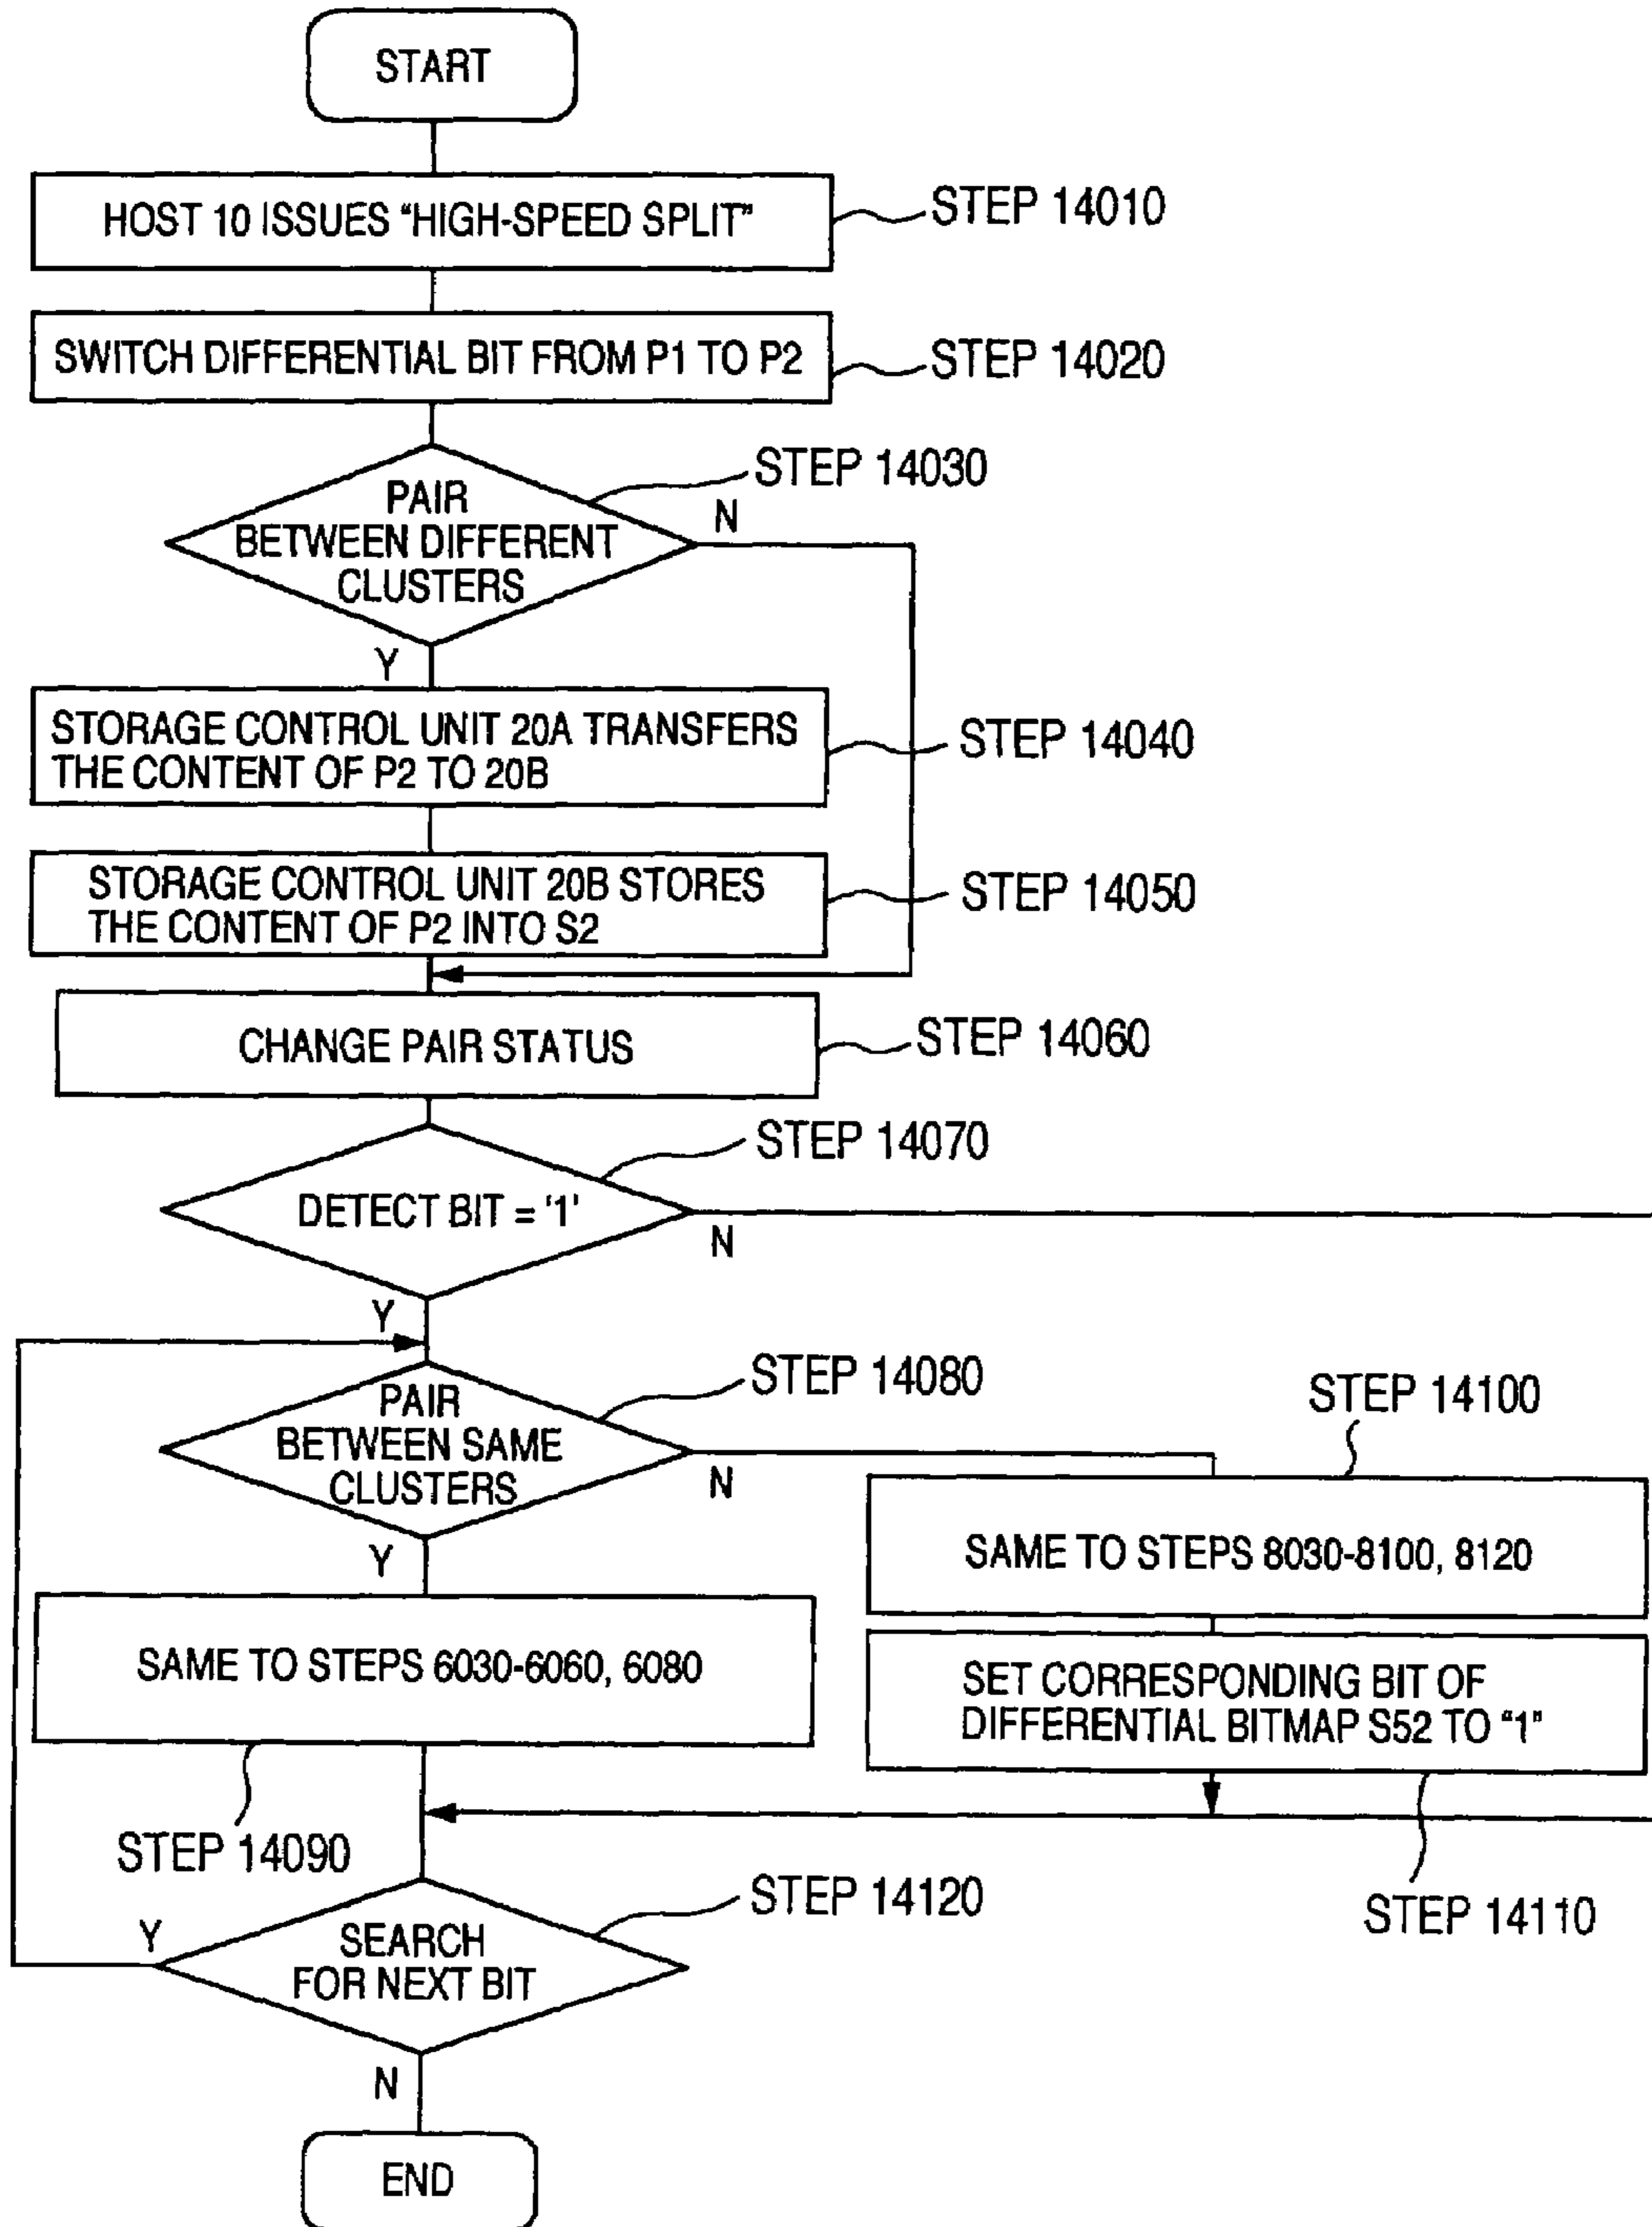 START
HOST 10 ISSUES “HIGH-SPEED SPLIT”
STEP 14010
SWITCH DIFFERENTIAL BIT FROM P1 TO P2
STEP 14020
STEP 14030
PAIR
BETWEEN DIFFERENT
CLUSTERS
N
Y
STORAGE CONTROL UNIT 20A TRANSFERS
THE CONTENT OF P2 TO 20B
STEP 14040
STORAGE CONTROL UNIT 20B STORES
THE CONTENT OF P2 INTO S2
STEP 14050
CHANGE PAIR STATUS
STEP 14060
STEP 14070
DETECT BIT = ‘1’
N
Y
STEP 14080
PAIR
BETWEEN SAME
CLUSTERS
N
Y
STEP 14100
SAME TO STEPS 8030-8100, 8120
SAME TO STEPS 6030-6060, 6080
SET CORRESPONDING BIT OF
DIFFERENTIAL BITMAP S52 TO “1”
STEP 14090
STEP 14110
STEP 14120
SEARCH
FOR NEXT BIT
Y
N
END